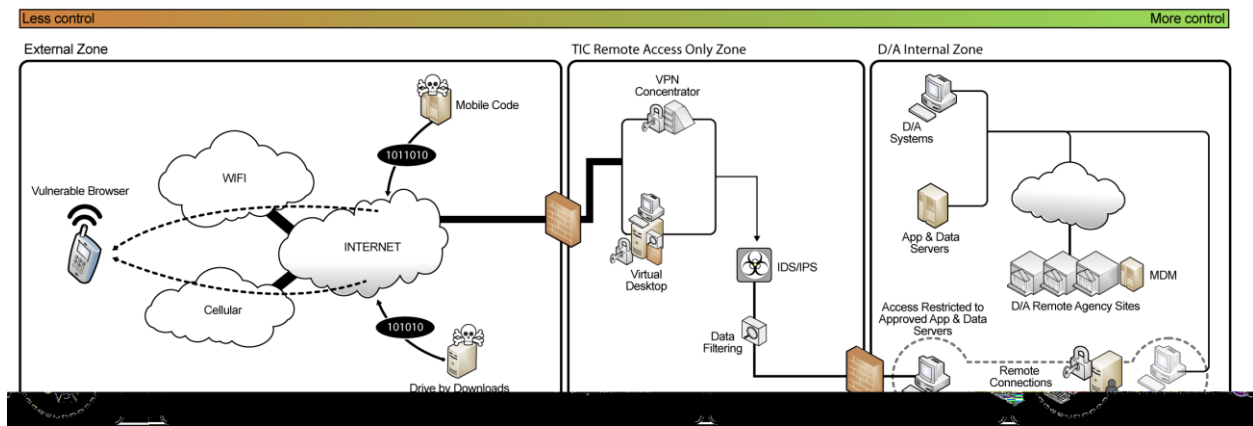 Less control
More control
External Zone
TIC Remote Access Only Zone
D/A Internal Zone
Mobile Code
1011010
WIFI
Vulnerable Browser
INTERNET
Cellular
101010
Drive by Downloads
VPN
Concentrator
Virtual
Desktop
IDS/IPS
Data
Filtering
D/A
Systems
App & Data
Servers
MDM
D/A Remote Agency Sites
Access Restricted to
Approved App & Data
Servers
Remote
Connections